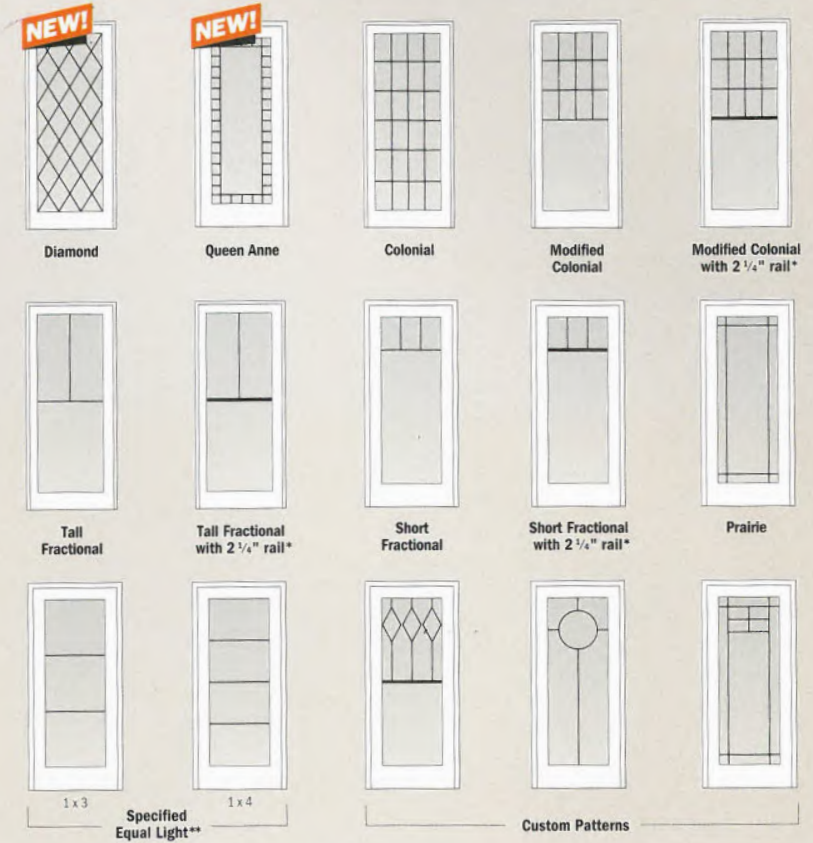 NEW!
NEW!
Diamond
Queen Anne
Colonial
Modified
Colonial
Modified Colonial
with 2 1/4" rail*
Tall
Fractional
Tall Fractional
with 2 1/4" rail*
Short
Fractional
Short Fractional
with 2 1/4" rail*
Prairie
1 x 3
1 x 4
Specified
Equal Light**
Custom Patterns